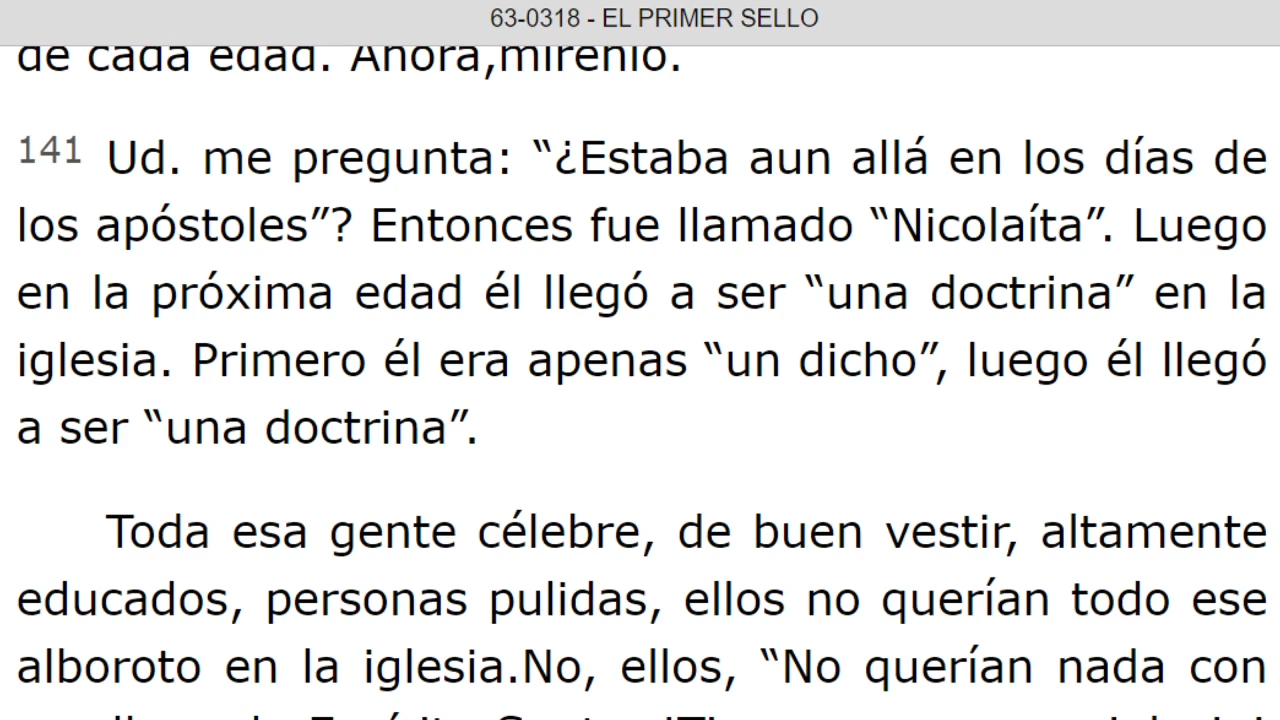 63-0318 - EL PRIMER SELLO
de cada edad. Ahora,mírenlo.
141 Ud. me pregunta: “¿Estaba aun allá en los días de
los apóstoles”? Entonces fue llamado “Nicolaíta”. Luego
en la próxima edad él llegó a ser “una doctrina” en la
iglesia. Primero él era apenas “un dicho”, luego él llegó
a ser “una doctrina”.
Toda esa gente célebre, de buen vestir, altamente
educados, personas pulidas, ellos no querían todo ese
alboroto en la iglesia.No, ellos, “No querían nada con